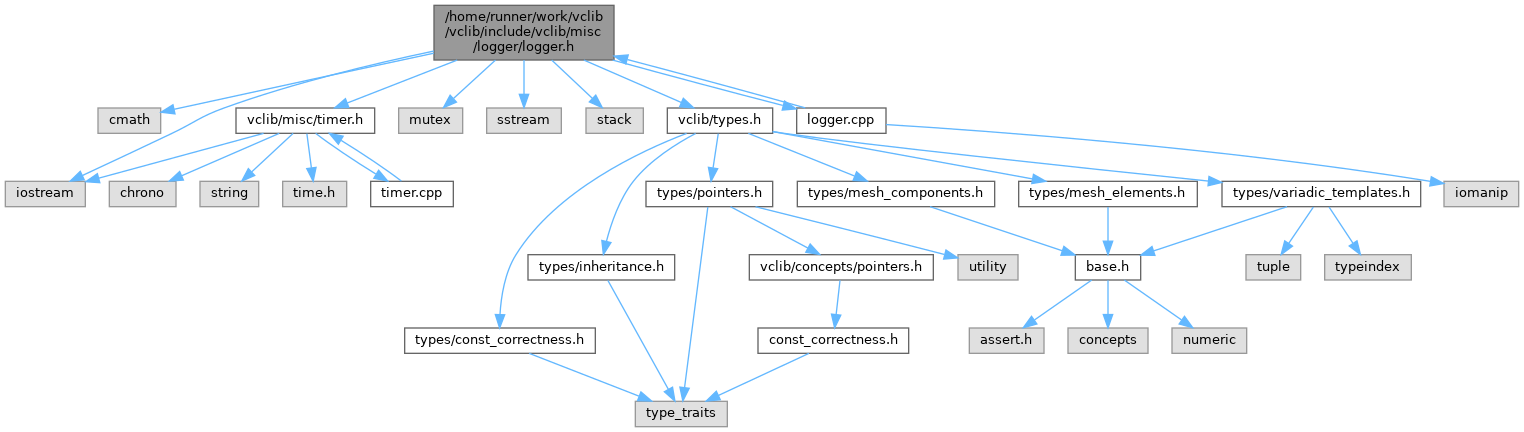 /home/runner/work/vclib
/vclib/include/vclib/misc
/logger/logger.h
cmath
vclib/misc/timer.h
mutex
sstream
stack
vclib/types.h
logger.cpp
iostream
chrono
string
time.h
timer.cpp
types/pointers.h
types/mesh_components.h
types/mesh_elements.h
types/variadic_templates.h
iomanip
types/inheritance.h
vclib/concepts/pointers.h
utility
base.h
tuple
typeindex
types/const_correctness.h
const_correctness.h
assert.h
concepts
numeric
type_traits